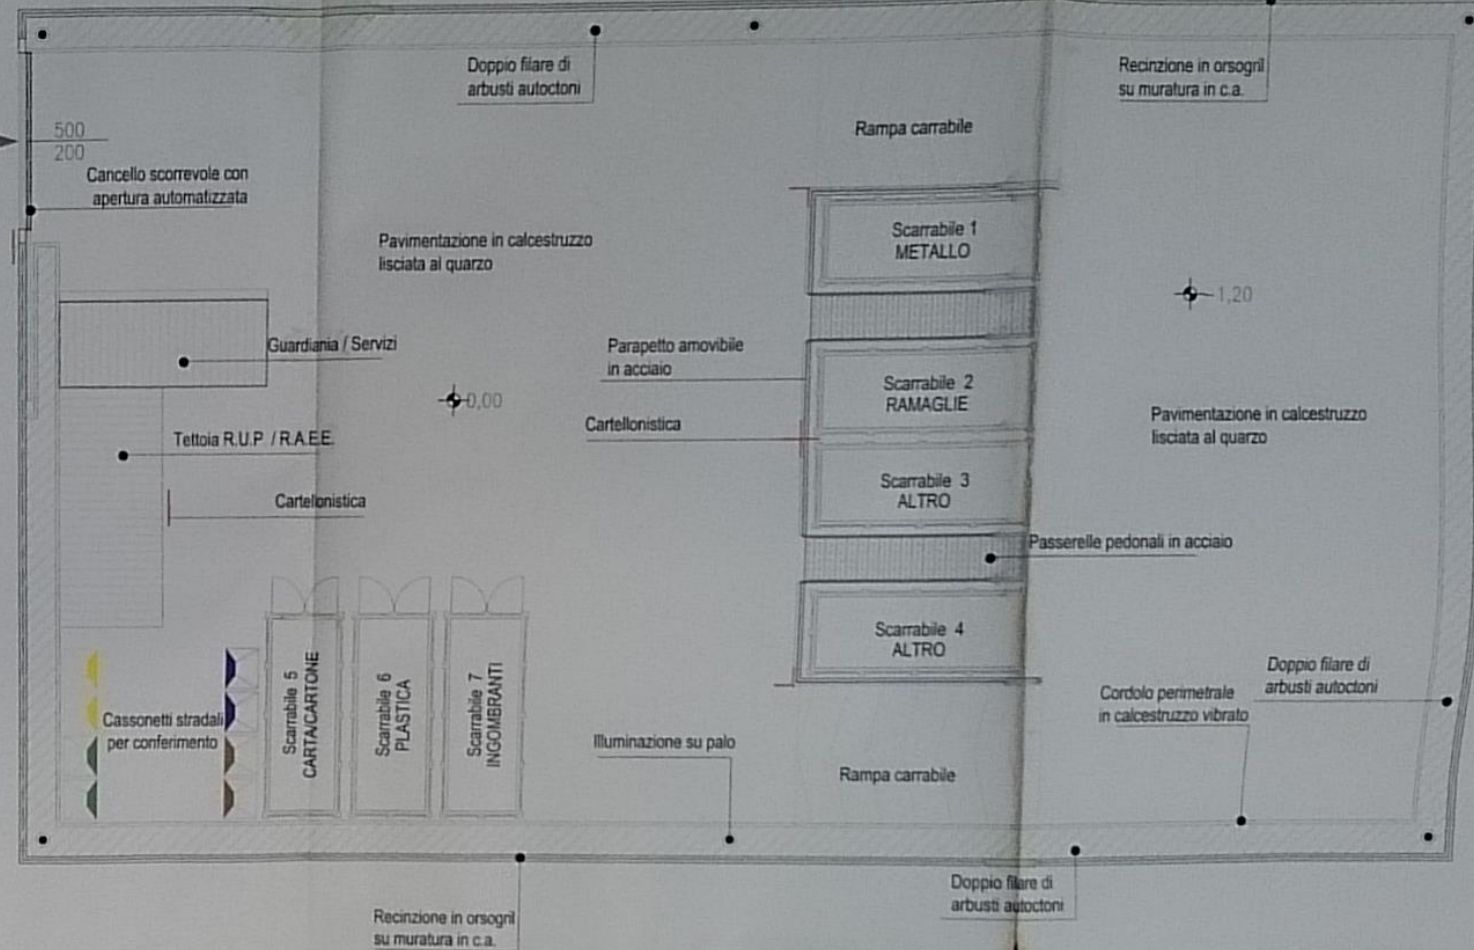 Doppio filare di
arbusti autoctoni
Recinzione in orsogril
su muratura in c.a.
500
200
Rampa carrabile
Cancello scorrevole con
apertura automatizzata
Pavimentazione in calcestruzzo
lisciata al quarzo
Scarrabile 1
METALLO
1,20
Guardiania / Servizi
Parapetto amovibile
in acciaio
Scarrabile 2
RAMAGLIE
0,00
Cartellonistica
Pavimentazione in calcestruzzo
lisciata al quarzo
Tettoia R.U.P. / R.A.E.E.
Scarrabile 3
ALTRO
Cartellonistica
Passerelle pedonali in acciaio
Scarrabile 4
ALTRO
Scarrabile 5
CARTA/CARTONE
Scarrabile 6
PLASTICA
Scarrabile 7
INGOMBRANTI
Doppio filare di
arbusti autoctoni
Cordolo perimetrale
in calcestruzzo vibrato
Cassonetti stradali
per conferimento
Illuminazione su palo
Rampa carrabile
Doppio filare di
arbusti autoctoni
Recinzione in orsogril
su muratura in c.a.